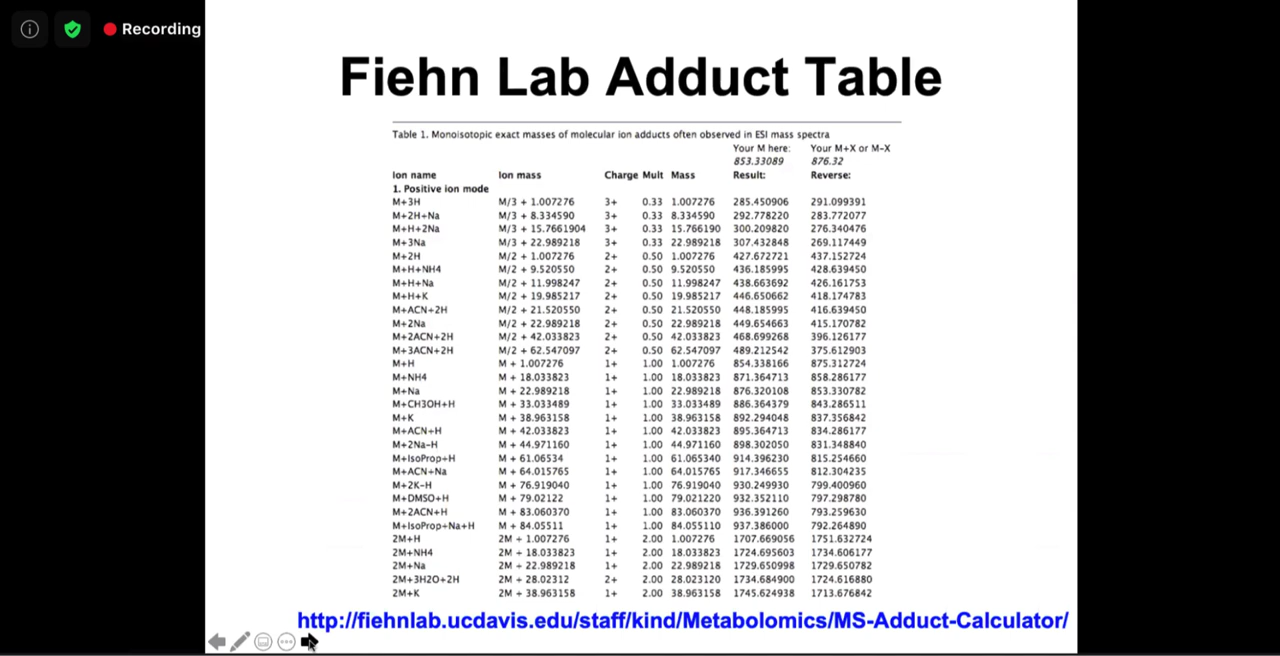 Recording
Fiehn Lab Adduct Table
Table 1. Monoisotopic exact masses of molecular ion adducts often observed in ESI mass spectra
Your M here: Your M+X or M-X
853.33089 876.32
Ion name Ion mass Charge Mult Mass Result: Reverse:
1. Positive ion mode
M+3H M/3 + 1.007276 3+ 0.33 1.007276 285.450906 291.099391
M+2H+Na M/3 + 8.334590 3+ 0.33 8.334590 292.778220 283.772077
M+H+2Na M/3 + 15.7661904 3+ 0.33 15.766190 300.209820 276.340476
M+3Na M/3 + 22.989218 3+ 0.33 22.989218 307.432848 269.117449
M+2H M/2 + 1.007276 2+ 0.50 1.007276 427.672721 437.152724
M+H+NH4 M/2 + 9.520550 2+ 0.50 9.520550 436.185995 428.639450
M+H+Na M/2 + 11.998247 2+ 0.50 11.998247 438.663692 426.161753
M+H+K M/2 + 19.985217 2+ 0.50 19.985217 446.650662 418.174783
M+ACN+2H M/2 + 21.520550 2+ 0.50 21.520550 448.185995 416.639450
M+2Na M/2 + 22.989218 2+ 0.50 22.989218 449.654663 415.170782
M+2ACN+2H M/2 + 42.033823 2+ 0.50 42.033823 468.699268 396.126177
M+3ACN+2H M/2 + 62.547097 2+ 0.50 62.547097 489.212542 375.612903
M+H M + 1.007276 1+ 1.00 1.007276 854.338166 875.312724
M+NH4 M + 18.033823 1+ 1.00 18.033823 871.364713 858.286177
M+Na M + 22.989218 1+ 1.00 22.989218 876.320108 853.330782
M+CH3OH+H M + 33.033489 1+ 1.00 33.033489 886.364379 843.286511
M+K M + 38.963158 1+ 1.00 38.963158 892.294048 837.356842
M+ACN+H M + 42.033823 1+ 1.00 42.033823 895.364713 834.286177
M+2Na-H M + 44.971160 1+ 1.00 44.971160 898.302050 831.348840
M+IsoProp+H M + 61.06534 1+ 1.00 61.065340 914.396230 815.254660
M+ACN+Na M + 64.015765 1+ 1.00 64.015765 917.346655 812.304235
M+2K-H M + 76.919040 1+ 1.00 76.919040 930.249930 799.400960
M+DMSO+H M + 79.02122 1+ 1.00 79.021220 932.352110 797.298780
M+2ACN+H M + 83.060370 1+ 1.00 83.060370 936.391260 793.259630
M+IsoProp+Na+H M + 84.05511 1+ 1.00 84.055110 937.386000 792.264890
2M+H 2M + 1.007276 1+ 2.00 1.007276 1707.669056 1751.632724
2M+NH4 2M + 18.033823 1+ 2.00 18.033823 1724.695603 1734.606177
2M+Na 2M + 22.989218 1+ 2.00 22.989218 1729.650998 1729.650782
2M+3H2O+2H 2M + 28.02312 2+ 2.00 28.023120 1734.684900 1724.616880
2M+K 2M + 38.963158 1+ 2.00 38.963158 1745.624938 1713.676842
http://fiehnlab.ucdavis.edu/staff/kind/Metabolomics/MS-Adduct-Calculator/